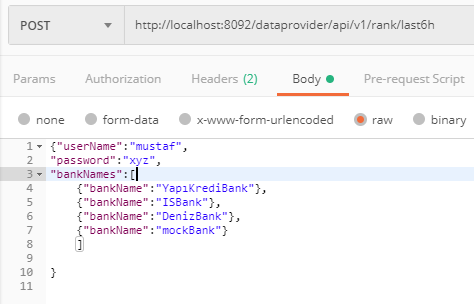 POST http://localhost:8092/dataprovider/api/v1/rank/last6h
Params Authorization Headers (2) Body Pre-request Script
none form-data x-www-form-urlencoded raw binary
1 {"userName":"mustaf",
2 "password":"xyz",
3 "bankNames":[
4 {"bankName":"YapıKrediBank"},
5 {"bankName":"ISBank"},
6 {"bankName":"DenizBank"},
7 {"bankName":"mockBank"}
8 ]
9
10 }
11